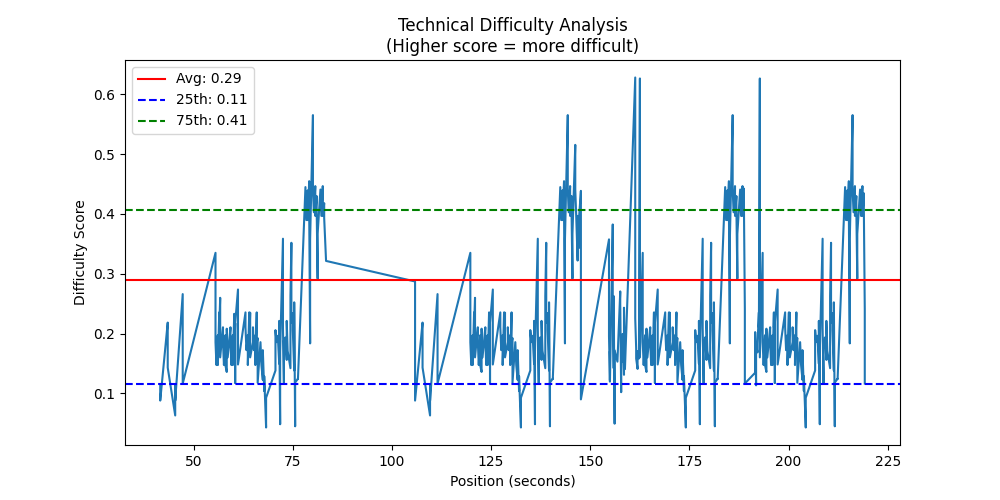 Technical Difficulty Analysis
(Higher score = more difficult)
Avg: 0.29
25th: 0.11
75th: 0.41
Difficulty Score
0.6
0.5
0.4
0.3
0.2
0.1
50 75 100 125 150 175 200 225
Position (seconds)